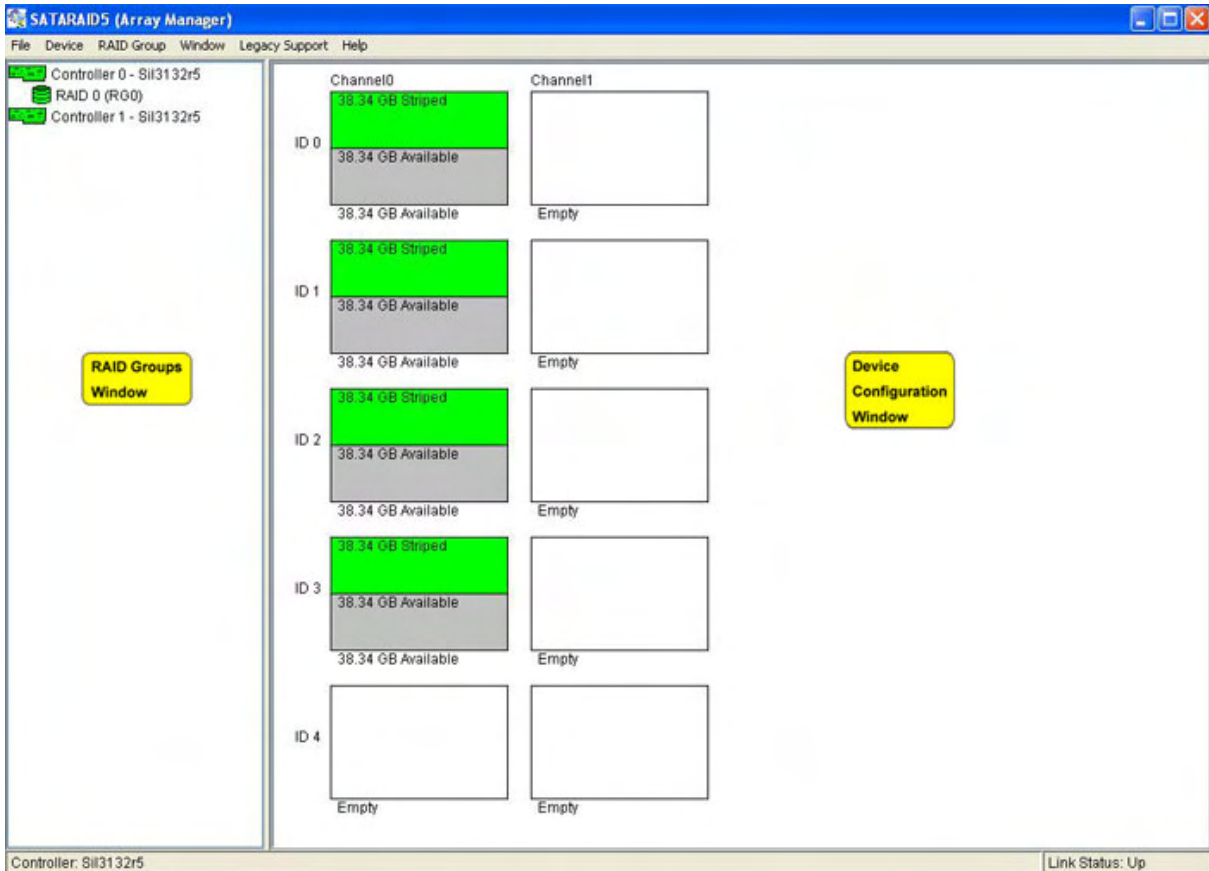 SATARAID5 (Array Manager)
File Device RAID Group Window Legacy Support Help
Controller 0 - SiI3132r5
RAID 0 (RG0)
Controller 1 - SiI3132r5
RAID Groups
Window
Channel0 Channel1
38.34 GB Striped
ID 0
38.34 GB Available
38.34 GB Available Empty
38.34 GB Striped
ID 1
38.34 GB Available
38.34 GB Available Empty
38.34 GB Striped
ID 2
38.34 GB Available
38.34 GB Available Empty
38.34 GB Striped
ID 3
38.34 GB Available
38.34 GB Available Empty
ID 4
Empty Empty
Device
Configuration
Window
Controller: SiI3132r5 Link Status: Up